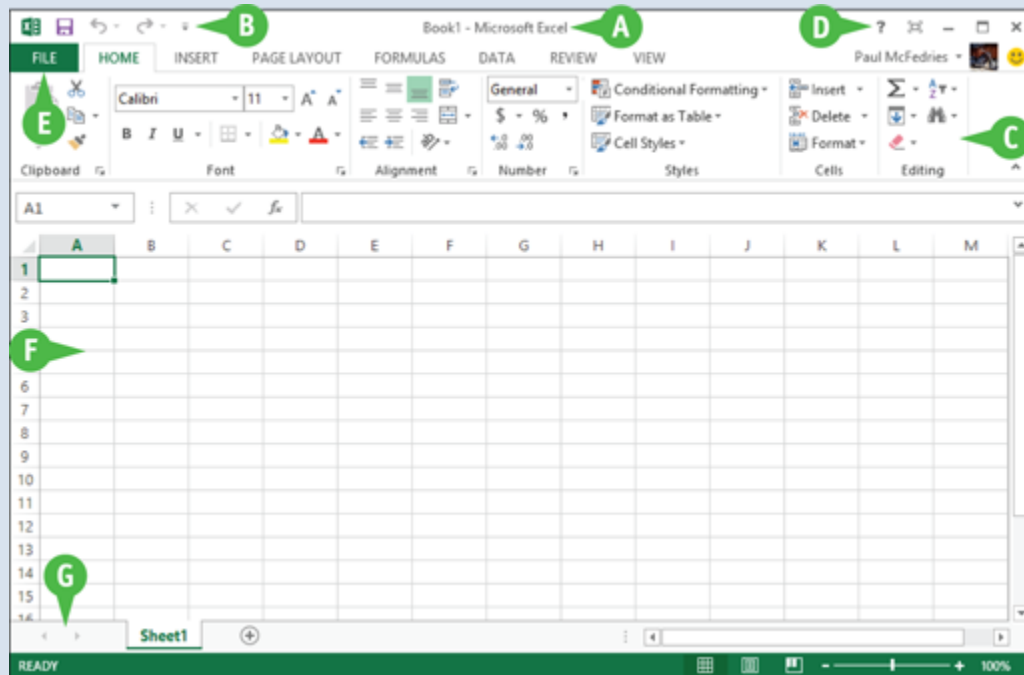 Book1 - Microsoft Excel
A
B
D
?
FILE HOME INSERT PAGE LAYOUT FORMULAS DATA REVIEW VIEW Paul McFedries
E
Calibri 11 A A General Conditional Formatting Insert Σ
B I U A $ % , Format as Table Delete
Cell Styles Format
C
Clipboard Font Alignment Number Styles Cells Editing
A1 fx
A B C D E F G H I J K L M
1
2
3
F
6
7
8
9
10
11
12
13
14
G
15
16
Sheet1
READY 100%